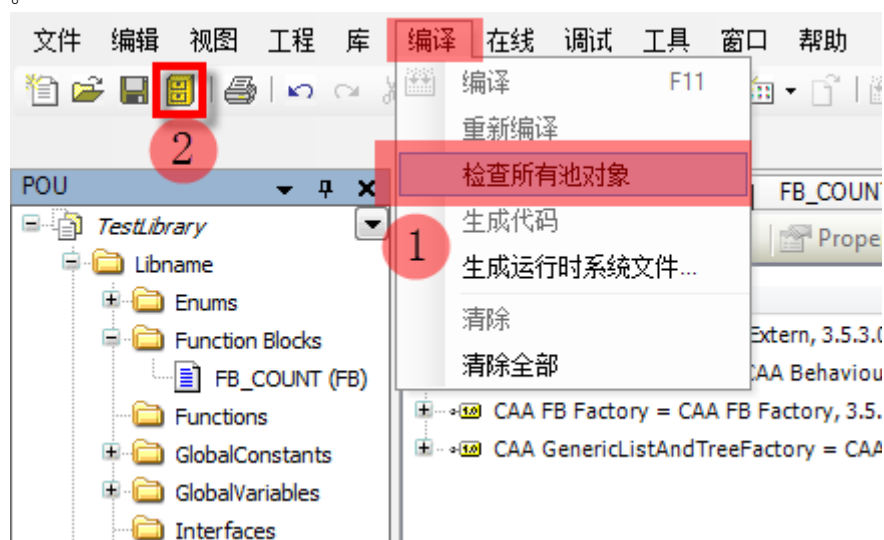 。
文件 编辑 视图 工程 库 编译 在线 调试 工具 窗口 帮助
编译 F11
重新编译
检查所有池对象
生成代码
生成运行时系统文件...
清除
清除全部
2
1
POU
TestLibrary
Libname
Enums
Function Blocks
FB_COUNT (FB)
Functions
GlobalConstants
GlobalVariables
Interfaces
FB_COUN
Prope
Extern, 3.5.3.0
CAA Behaviou
CAA FB Factory = CAA FB Factory, 3.5.
CAA GenericListAndTreeFactory = CAA